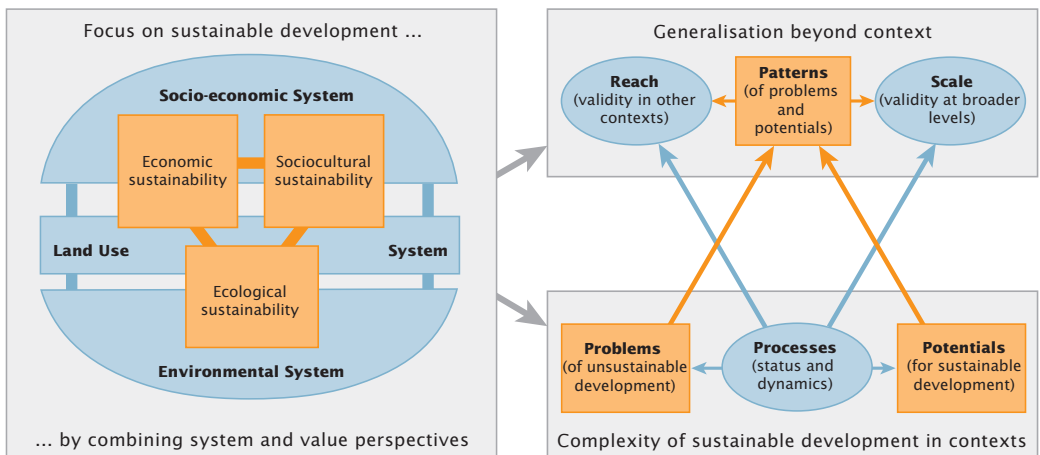 Focus on sustainable development ...
Socio-economic System
Economic
sustainability
Sociocultural
sustainability
Land Use
System
Ecological
sustainability
Environmental System
... by combining system and value perspectives
Generalisation beyond context
Reach
(validity in other
contexts)
Patterns
(of problems
and
potentials)
Scale
(validity at broader
levels)
Problems
(of unsustainable
development)
Processes
(status and
dynamics)
Potentials
(for sustainable
development)
Complexity of sustainable development in contexts